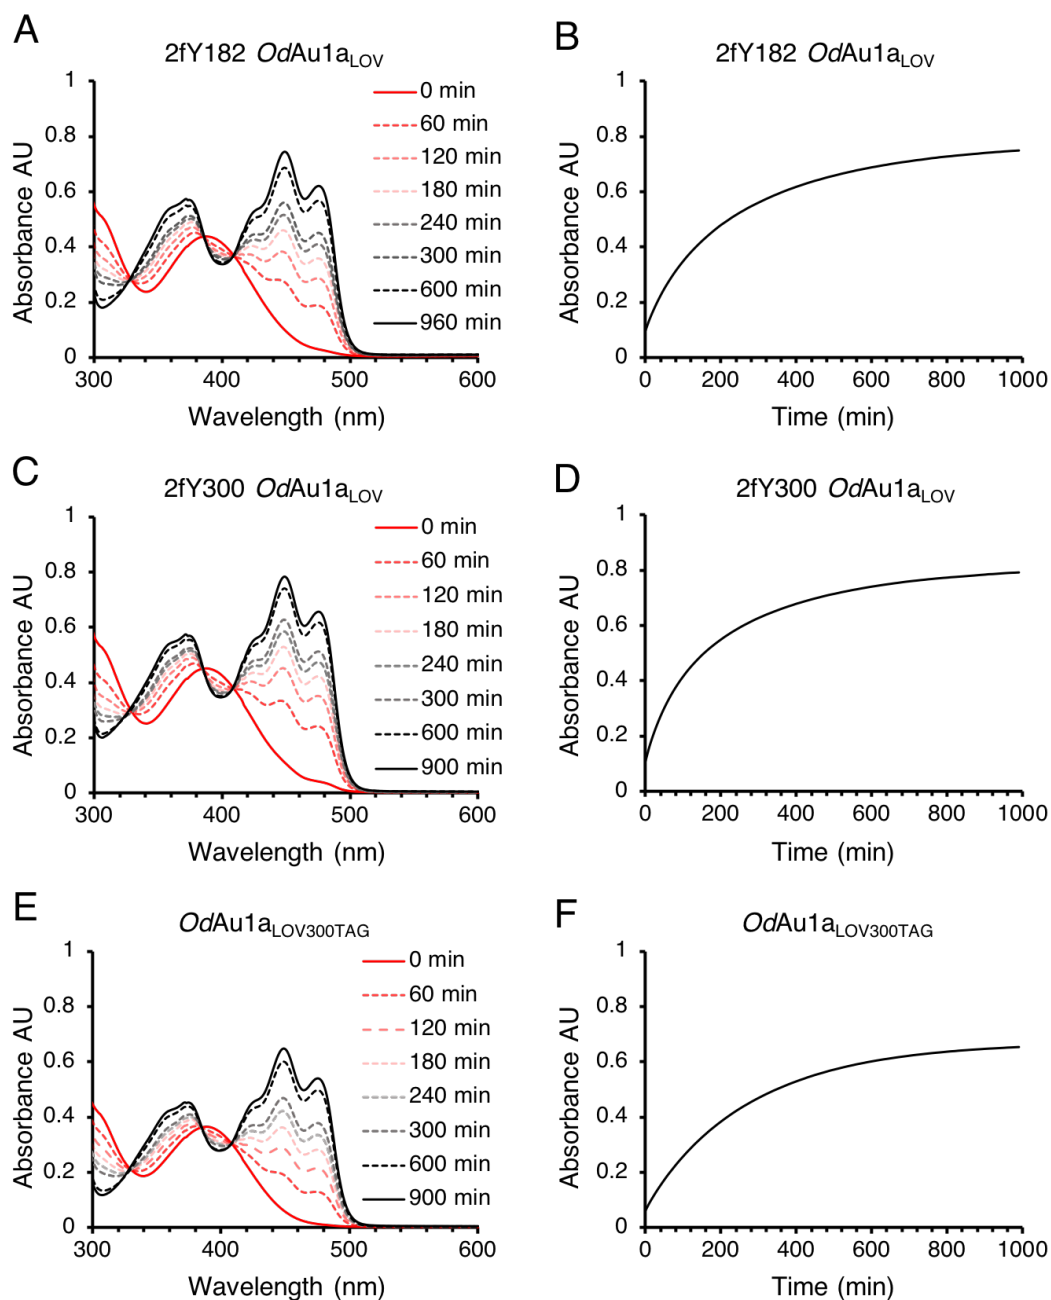 A
2fY182 OdAu1aLOV
1
0.8
0.6
0.4
0.2
0
Absorbance AU
300
400
500
600
Wavelength (nm)
0 min
60 min
120 min
180 min
240 min
300 min
600 min
960 min
B
2fY182 OdAu1aLOV
1
0.8
0.6
0.4
0.2
0
Absorbance AU
0
200
400
600
800
1000
Time (min)
C
2fY300 OdAu1aLOV
1
0.8
0.6
0.4
0.2
0
Absorbance AU
300
400
500
600
Wavelength (nm)
0 min
60 min
120 min
180 min
240 min
300 min
600 min
900 min
D
2fY300 OdAu1aLOV
1
0.8
0.6
0.4
0.2
0
Absorbance AU
0
200
400
600
800
1000
Time (min)
E
OdAu1aLOV300TAG
1
0.8
0.6
0.4
0.2
0
Absorbance AU
300
400
500
600
Wavelength (nm)
0 min
60 min
120 min
180 min
240 min
300 min
600 min
900 min
F
OdAu1aLOV300TAG
1
0.8
0.6
0.4
0.2
0
Absorbance AU
0
200
400
600
800
1000
Time (min)